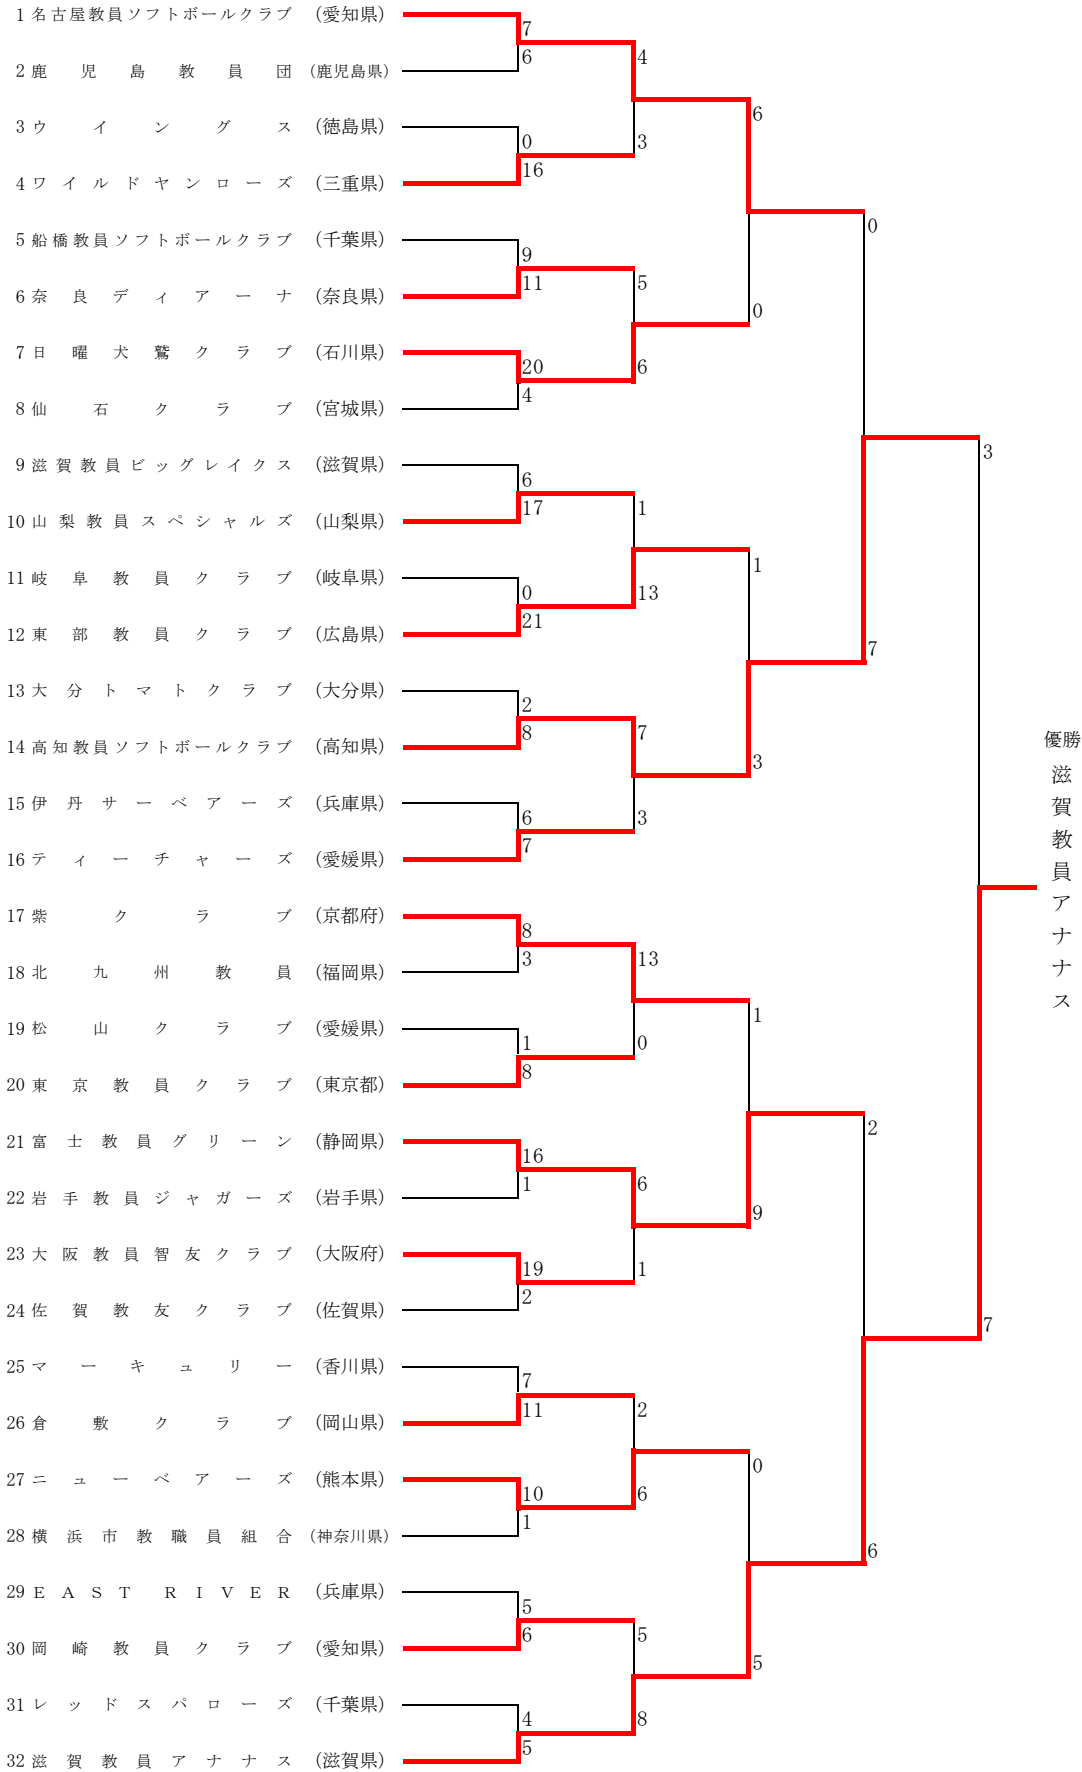 1 名古屋教員ソフトボールクラブ (愛知県)
7
6
2 鹿児島教員団 (鹿児島県)
4
3 ウイングス (徳島県)
0
3
16
4 ワイルドヤンローズ (三重県)
6
5 船橋教員ソフトボールクラブ (千葉県)
0
9
11
5
6 奈良ディアーナ (奈良県)
0
7 日曜犬鷲クラブ (石川県)
20
6
4
8 仙石クラブ (宮城県)
3
9 滋賀教員ビッグレイクス (滋賀県)
6
17
1
10 山梨教員スペシャルズ (山梨県)
1
11 岐阜教員クラブ (岐阜県)
0
13
21
12 東部教員クラブ (広島県)
7
13 大分トマトクラブ (大分県)
2
8
7
14 高知教員ソフトボールクラブ (高知県)
3
15 伊丹サーベアーズ (兵庫県)
6
3
7
16 ティーチャーズ (愛媛県)
優勝
滋賀教員アナナス
17 紫クラブ (京都府)
8
3
13
18 北九州教員 (福岡県)
1
19 松山クラブ (愛媛県)
1
0
8
20 東京教員クラブ (東京都)
2
21 富士教員グリーン (静岡県)
16
1
6
22 岩手教員ジャガーズ (岩手県)
9
23 大阪教員智友クラブ (大阪府)
19
1
2
24 佐賀教友クラブ (佐賀県)
7
25 マーキュリー (香川県)
7
11
2
26 倉敷クラブ (岡山県)
0
27 ニューベアーズ (熊本県)
10
6
1
28 横浜市教職員組合 (神奈川県)
6
29 EAST RIVER (兵庫県)
5
6
5
30 岡崎教員クラブ (愛知県)
5
31 レッドスパローズ (千葉県)
4
8
5
32 滋賀教員アナナス (滋賀県)